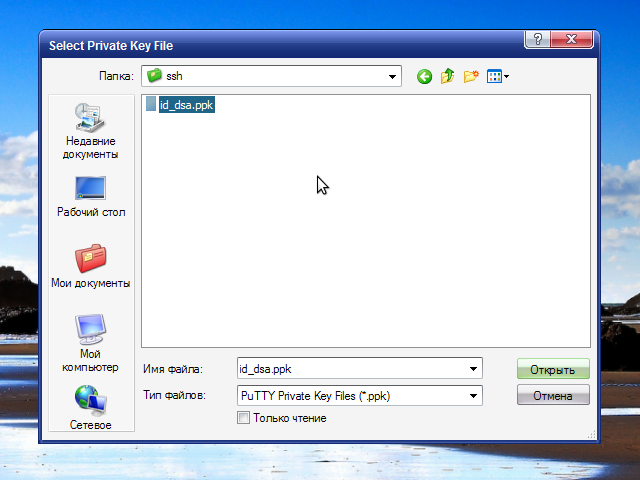 Select Private Key File
?
Папка:
ssh
id_dsa.ppk
Недавние
документы
Рабочий стол
Мои документы
Мой
компьютер
Сетевое
Имя файла:
id_dsa.ppk
Открыть
Тип файлов:
PuTTY Private Key Files (*.ppk)
Отмена
Только чтение